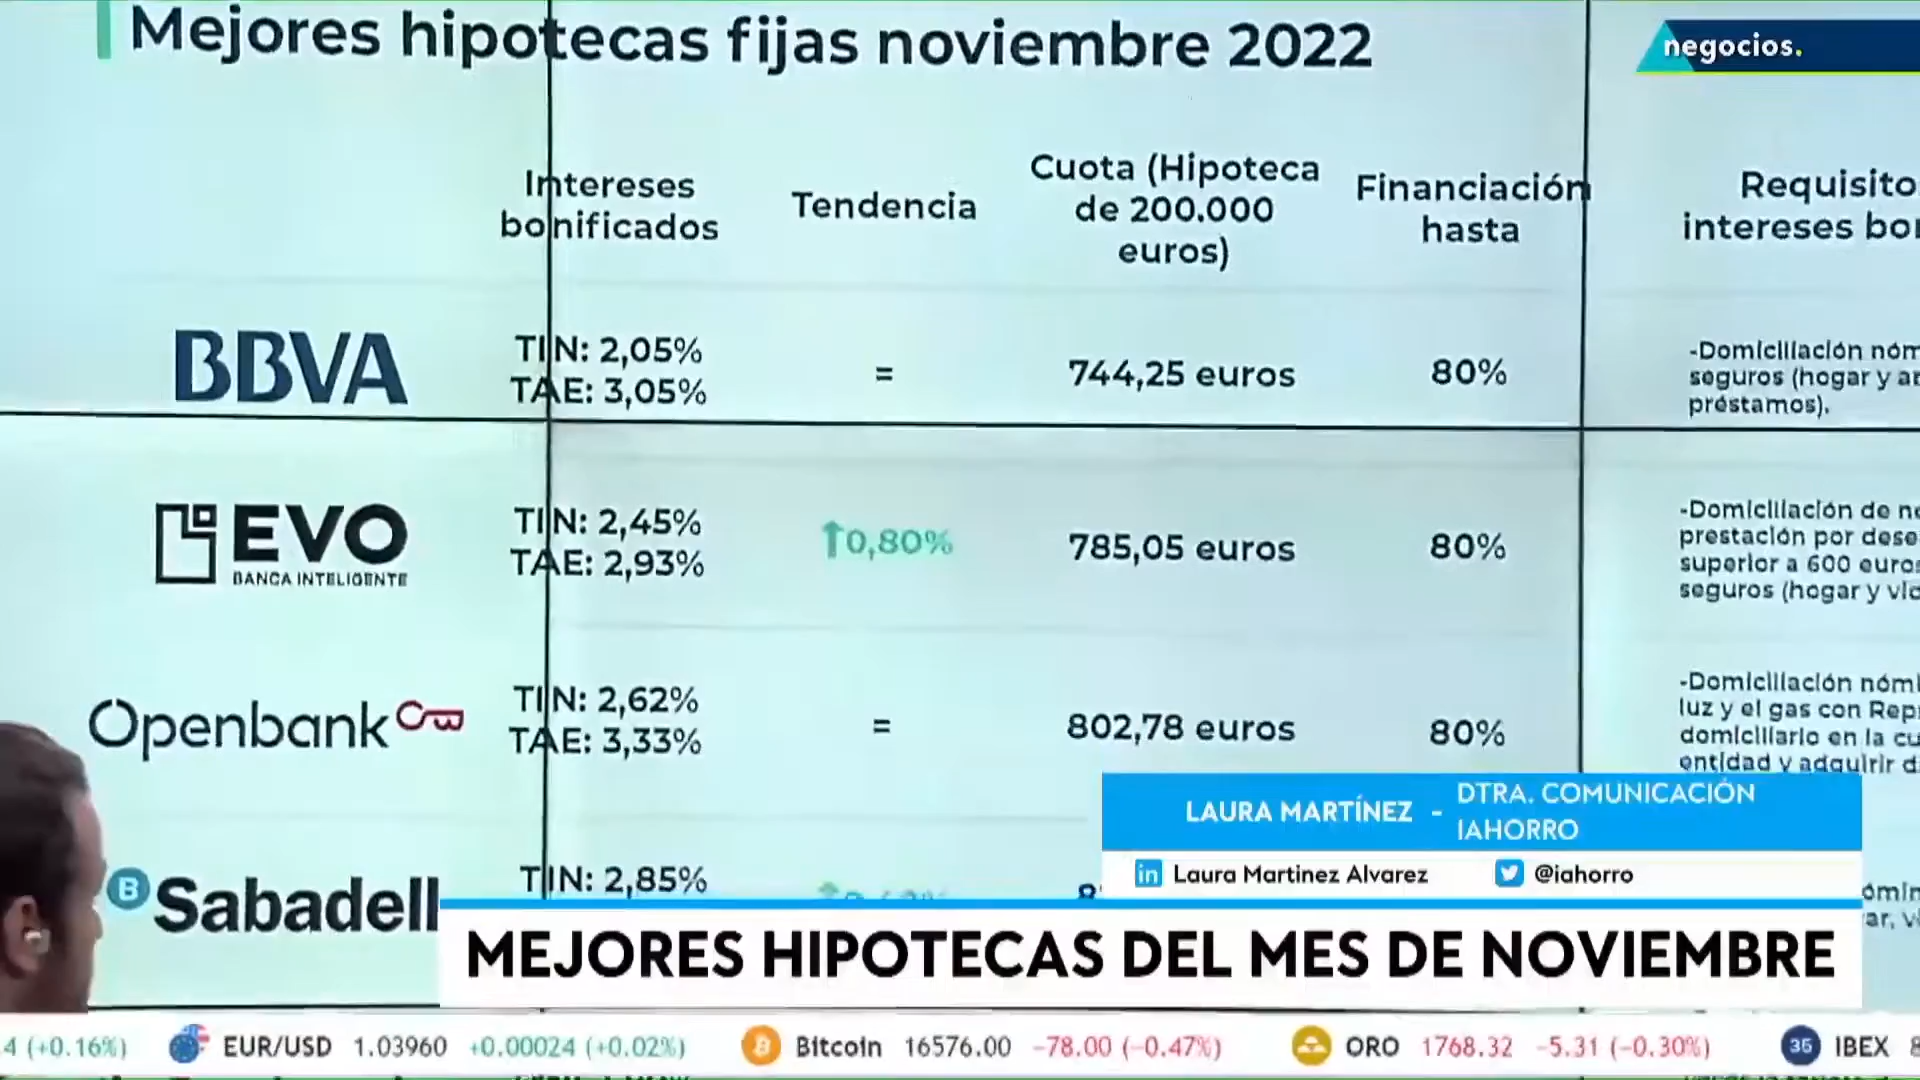 Mejores hipotecas fijas noviembre 2022
negocios.
Intereses bonificados
Tendencia
Cuota (Hipoteca de 200.000 euros)
Financiación hasta
Requisito
intereses bo
BBVA
TIN: 2,05%
TAE: 3,05%
=
744,25 euros
80%
-Domiciliación nóm
seguros (hogar y a
préstamos).
EVO
BANCA INTELIGENTE
TIN: 2,45%
TAE: 2,93%
↑0,80%
785,05 euros
80%
-Domiciliación de n
prestación por dese
superior a 600 euro
seguros (hogar y vi
Openbank
TIN: 2,62%
TAE: 3,33%
=
802,78 euros
80%
-Domiciliación nómi
luz y el gas con Rep
domiciliario en la cu
entidad y adquirir d
LAURA MARTÍNEZ - DTRA. COMUNICACIÓN IAHORRO
in Laura Martinez Alvarez
@iahorro
B Sabadell
TIN: 2,85%
MEJORES HIPOTECAS DEL MES DE NOVIEMBRE
4 (+0.16%) EUR/USD 1.03960 +0.00024 (+0.02%) Bitcoin 16576.00 -78.00 (-0.47%) ORO 1768.32 -5.31 (-0.30%) 35 IBEX